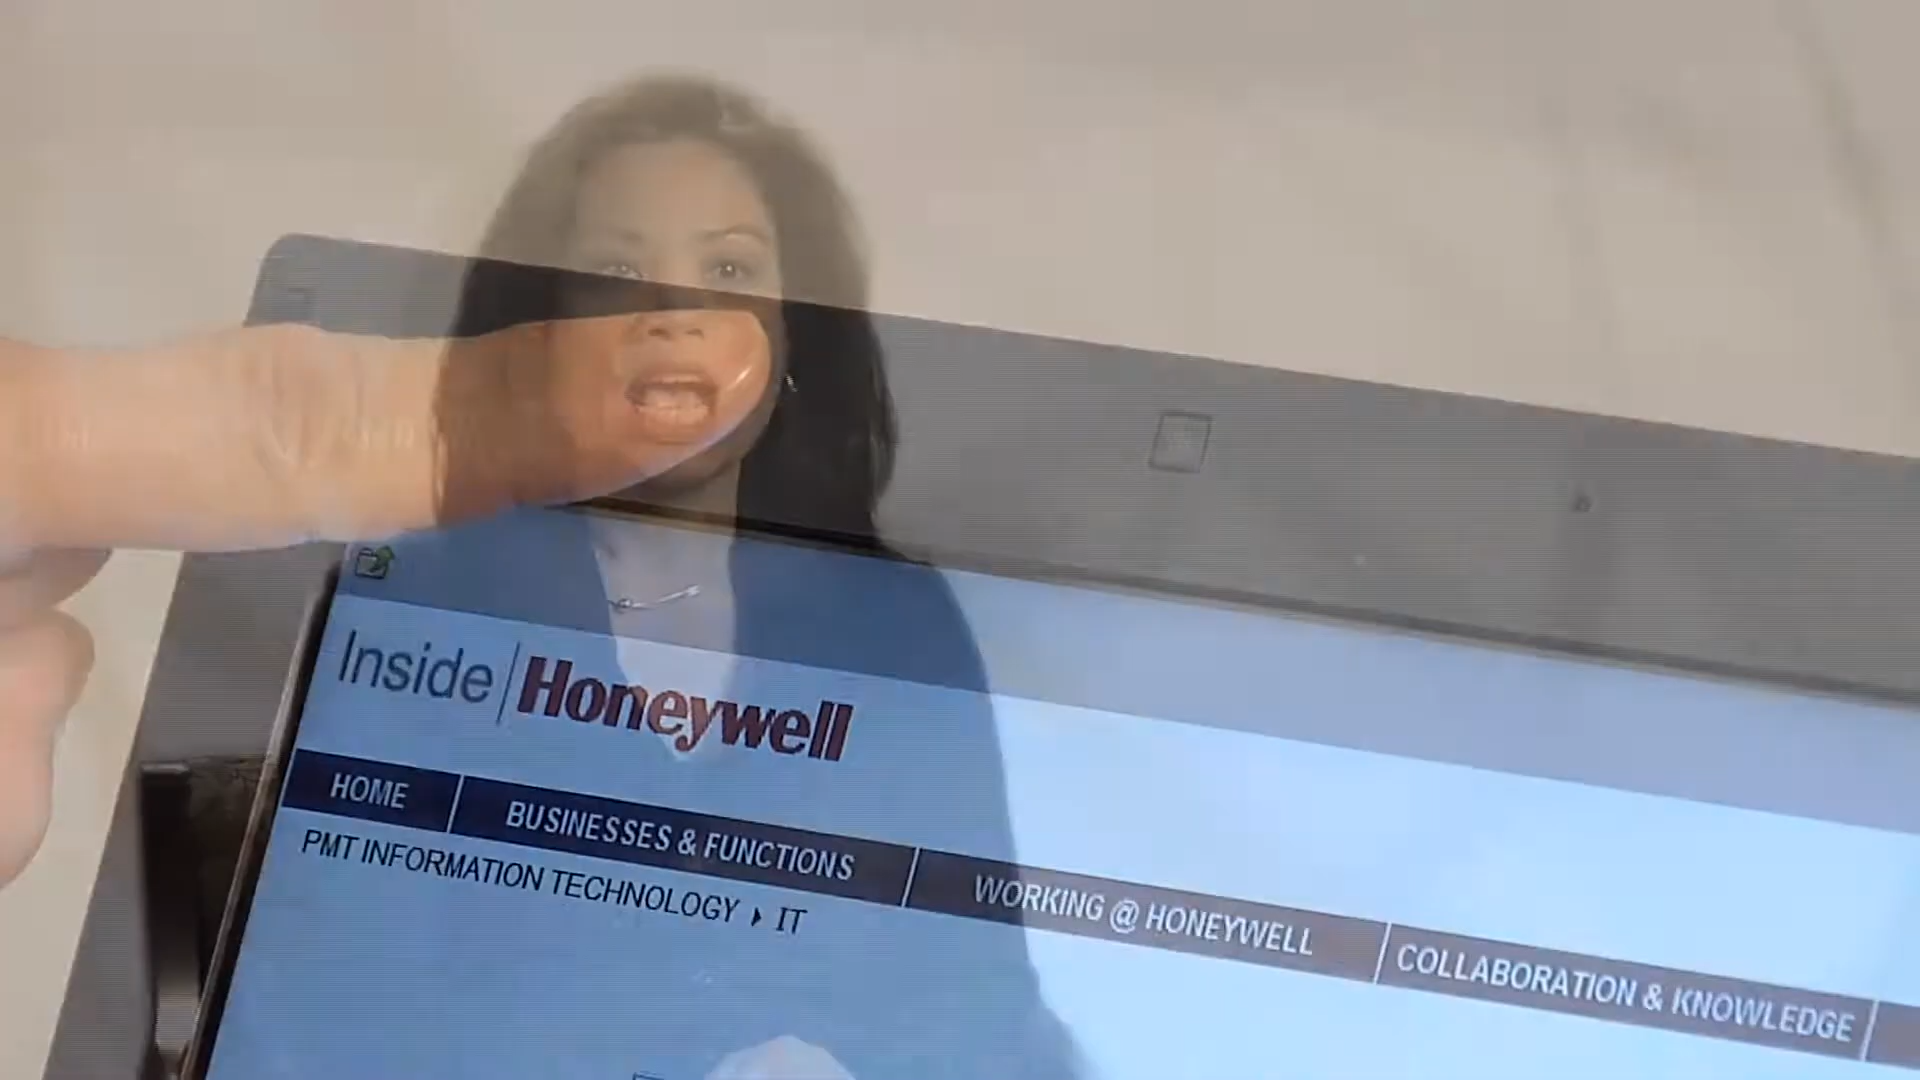 Inside | Honeywell
HOME BUSINESSES & FUNCTIONS WORKING @ HONEYWELL COLLABORATION & KNOWLEDGE
PMT INFORMATION TECHNOLOGY ▸ IT